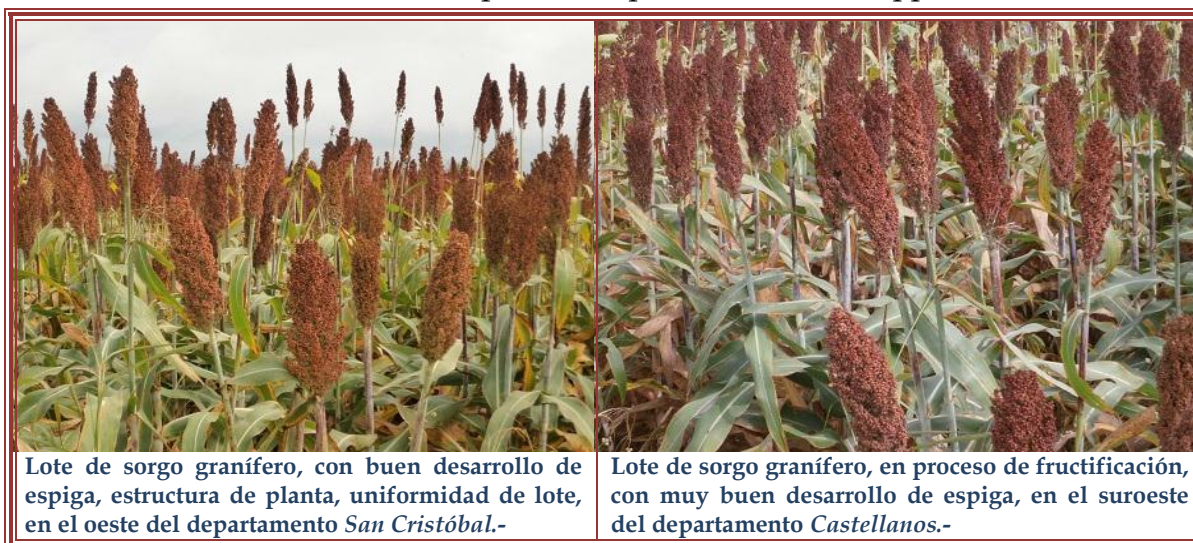 Lote de sorgo granífero, con buen desarrollo de
espiga, estructura de planta, uniformidad de lote,
en el oeste del departamento San Cristóbal.-
Lote de sorgo granífero, en proceso de fructificación,
con muy buen desarrollo de espiga, en el suroeste
del departamento Castellanos.-